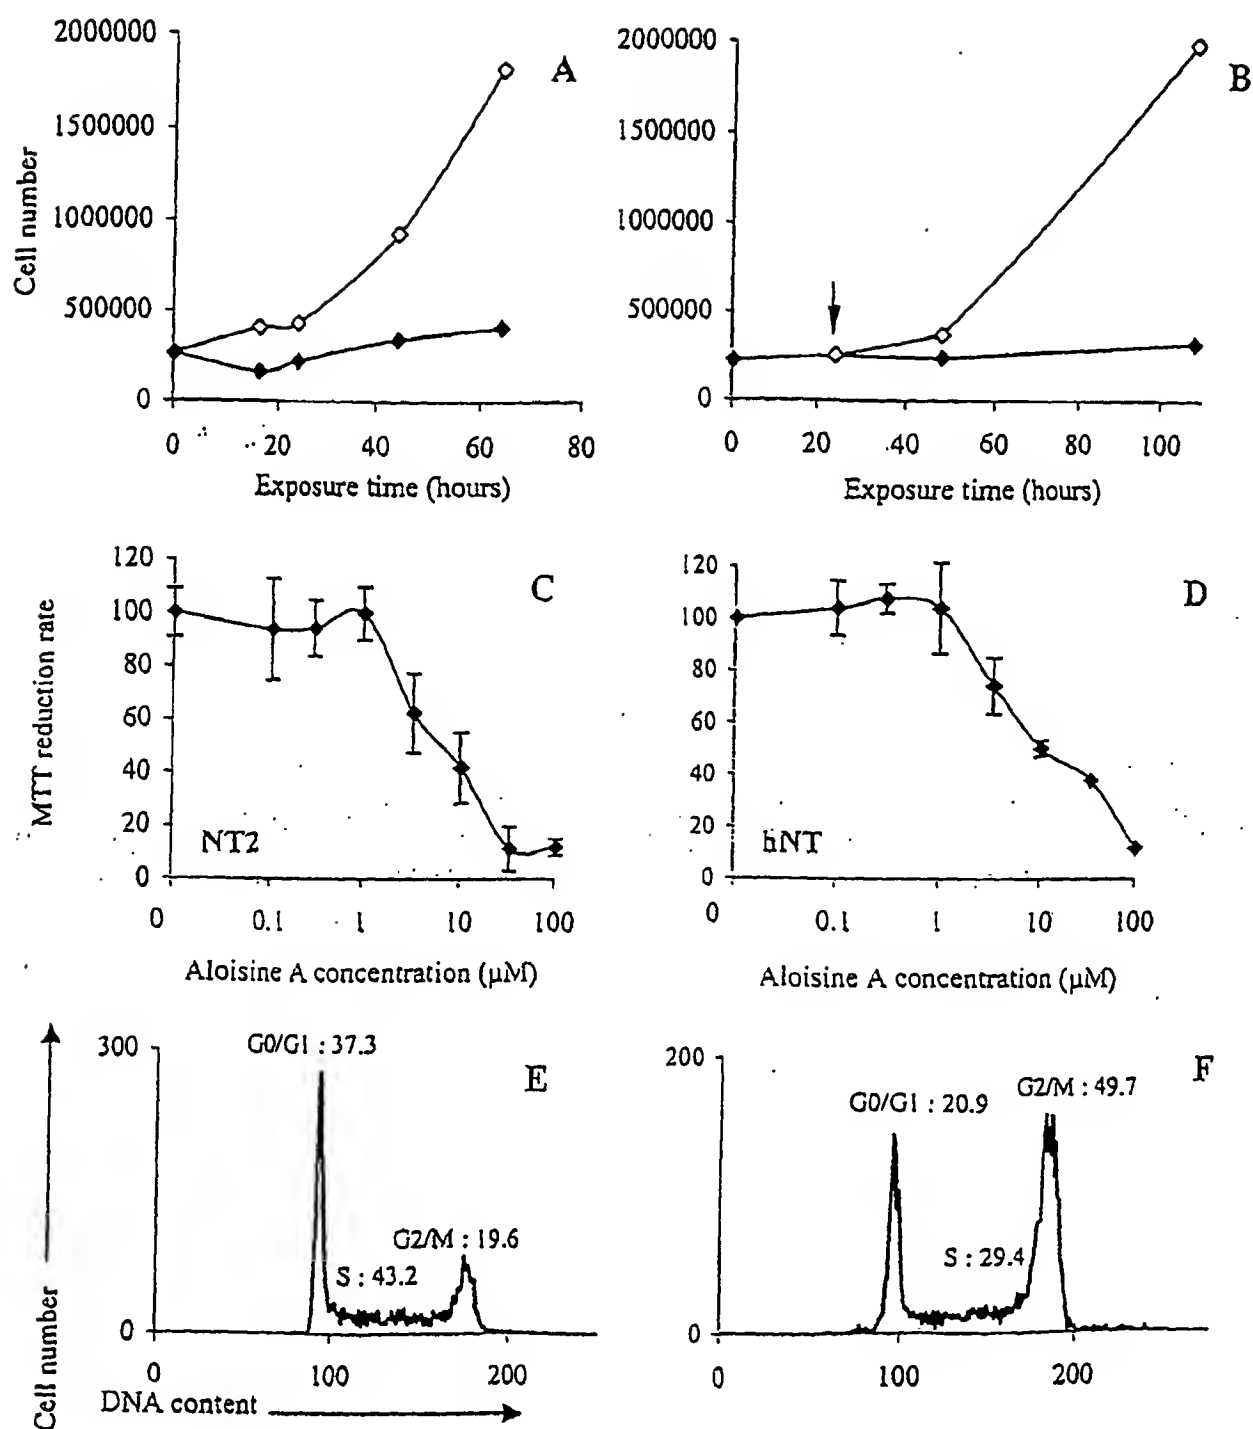 2000000
1500000
1000000
500000
0
Cell number
A
0 20 40 60 80
Exposure time (hours)
2000000
1500000
1000000
500000
0
B
0 20 40 60 80 100
Exposure time (hours)
120
100
80
60
40
20
0
MTT reduction rate
C
NT2
0 0.1 1 10 100
Aloisine A concentration (μM)
120
100
80
60
40
20
0
D
hNT
0 0.1 1 10 100
Aloisine A concentration (μM)
300
0
Cell number
G0/G1 : 37.3
E
G2/M : 19.6
S : 43.2
0 100 200
DNA content
200
0
G0/G1 : 20.9
G2/M : 49.7
F
S : 29.4
0 100 200